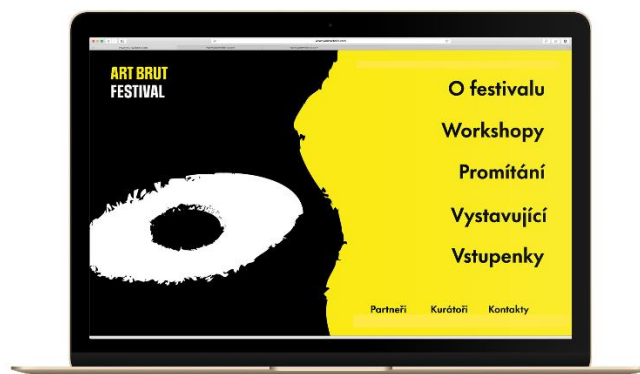 ART BRUT
FESTIVAL
O festivalu
Workshopy
Promítání
Vystavující
Vstupenky
Partneři Kurátoři Kontakty